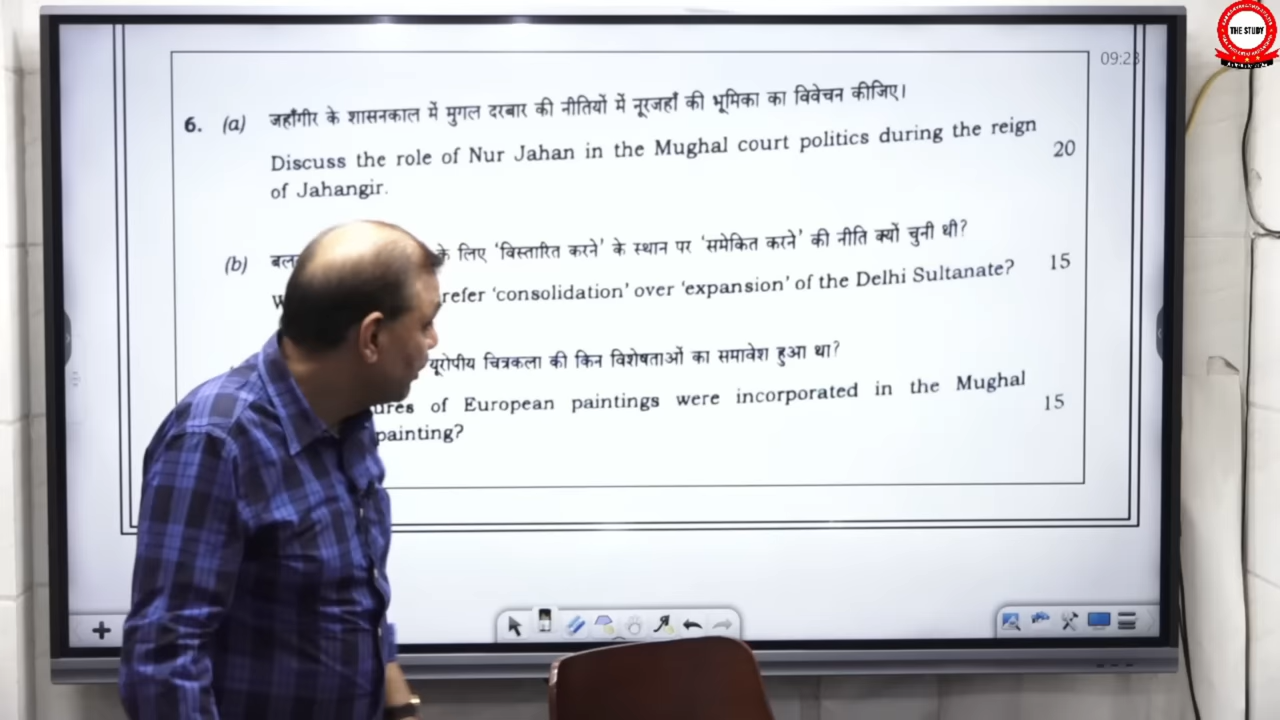 THE STUDY
09:23
6. (a) जहाँगीर के शासनकाल में मुगल दरबार की नीतियों में नूरजहाँ की भूमिका का विवेचन कीजिए।
Discuss the role of Nur Jahan in the Mughal court politics during the reign
of Jahangir. 20
(b) के लिए 'विस्तारित करने' के स्थान पर 'समेकित करने' की नीति क्यों चुनी थी?
'consolidation' over 'expansion' of the Delhi Sultanate? 15
यूरोपीय चित्रकला की किन विशेषताओं का समावेश हुआ था?
of European paintings were incorporated in the Mughal
painting? 15